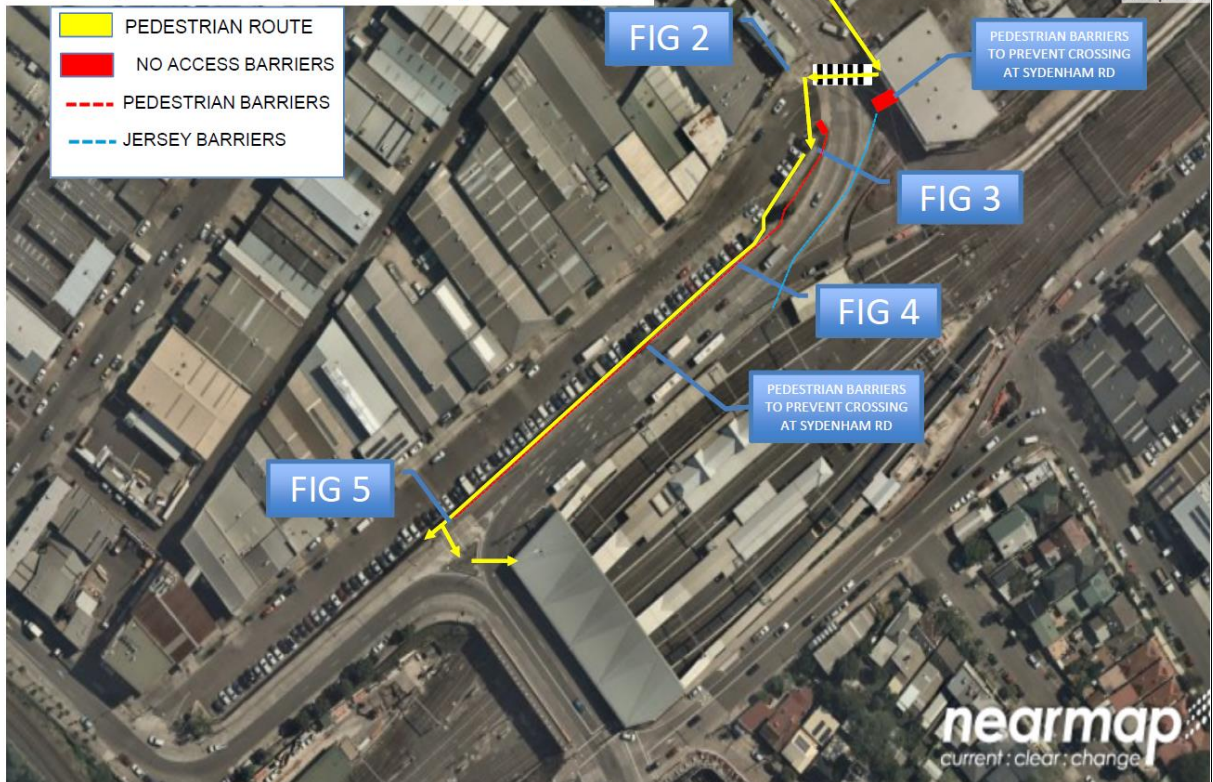 PEDESTRIAN ROUTE
NO ACCESS BARRIERS
PEDESTRIAN BARRIERS
JERSEY BARRIERS
FIG 2
PEDESTRIAN BARRIERS
TO PREVENT CROSSING
AT SYDENHAM RD
FIG 3
FIG 4
PEDESTRIAN BARRIERS
TO PREVENT CROSSING
AT SYDENHAM RD
FIG 5
nearmap
current : clear : change